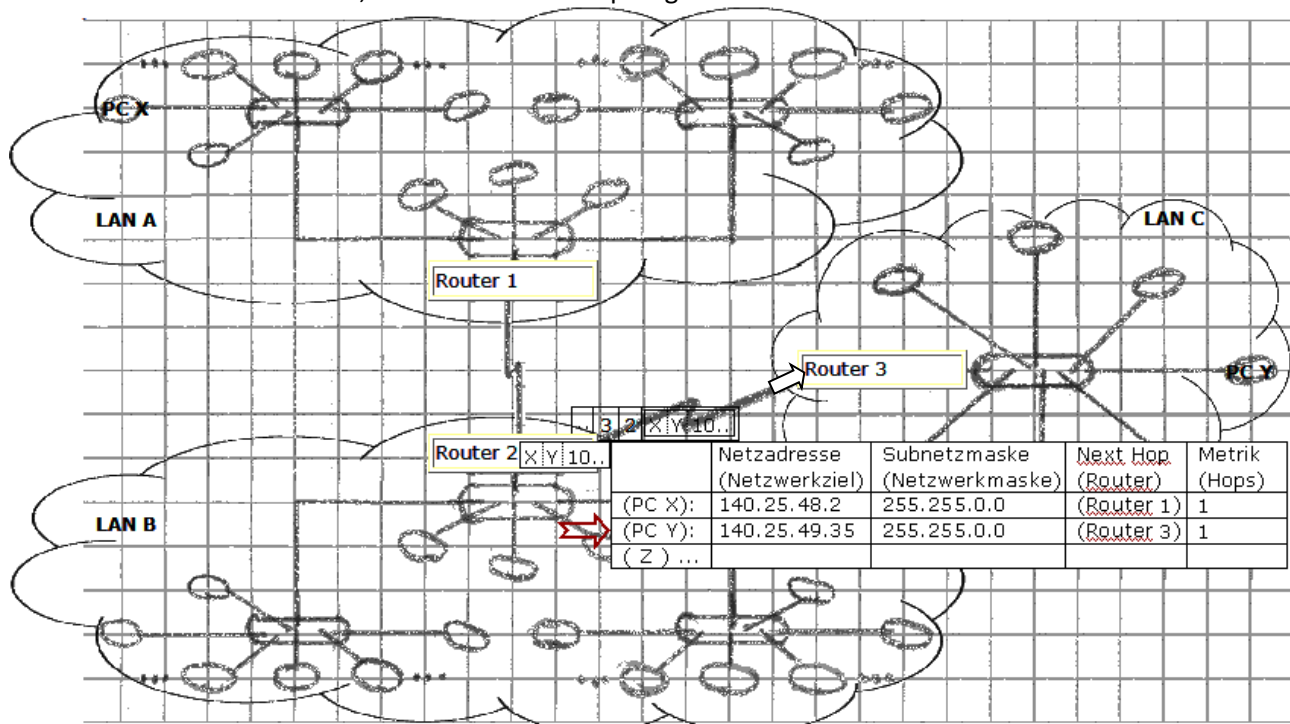 PC X
LAN A
LAN C
Router 1
Router 3
PC Y
.. 3 2 X Y 10..
Router 2 X Y 10..
Netzadresse Subnetzmaske Next Hop Metrik
(Netzwerkziel) (Netzwerkmaske) (Router) (Hops)
(PC X): 140.25.48.2 255.255.0.0 (Router 1) 1
LAN B
(PC Y): 140.25.49.35 255.255.0.0 (Router 3) 1
( Z ) ...